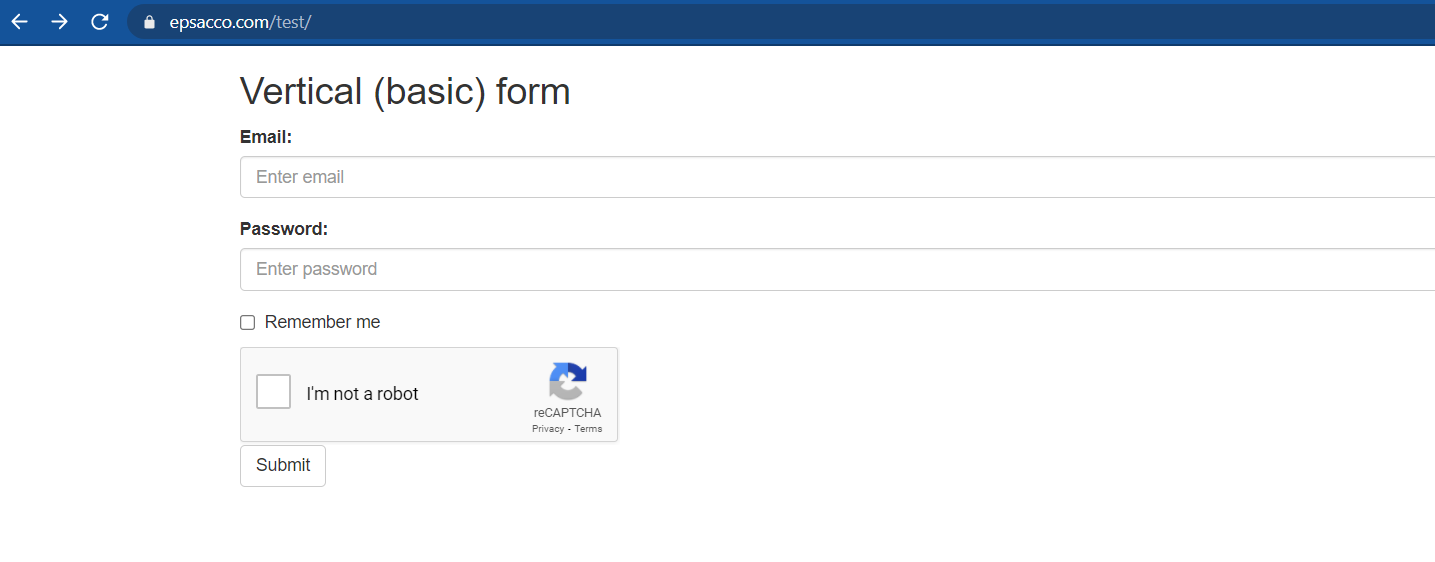 epsacco.com/test/
Vertical (basic) form
Email:
Enter email
Password:
Enter password
Remember me
I'm not a robot
reCAPTCHA
Privacy - Terms
Submit